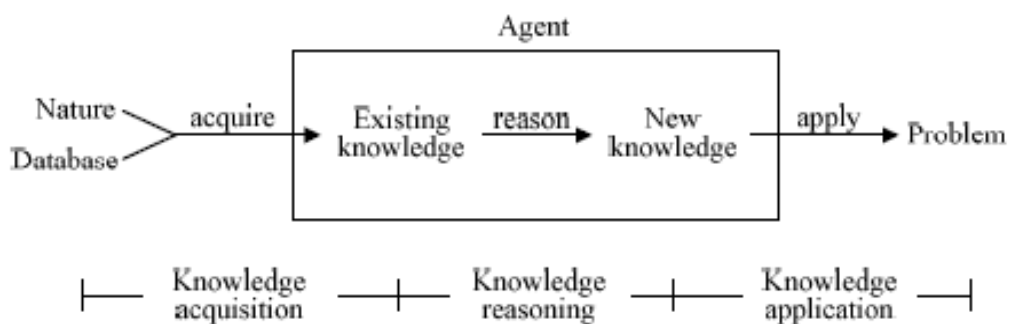 Agent
Nature
Database
acquire
Existing
knowledge
reason
New
knowledge
apply
Problem
Knowledge
acquisition
Knowledge
reasoning
Knowledge
application